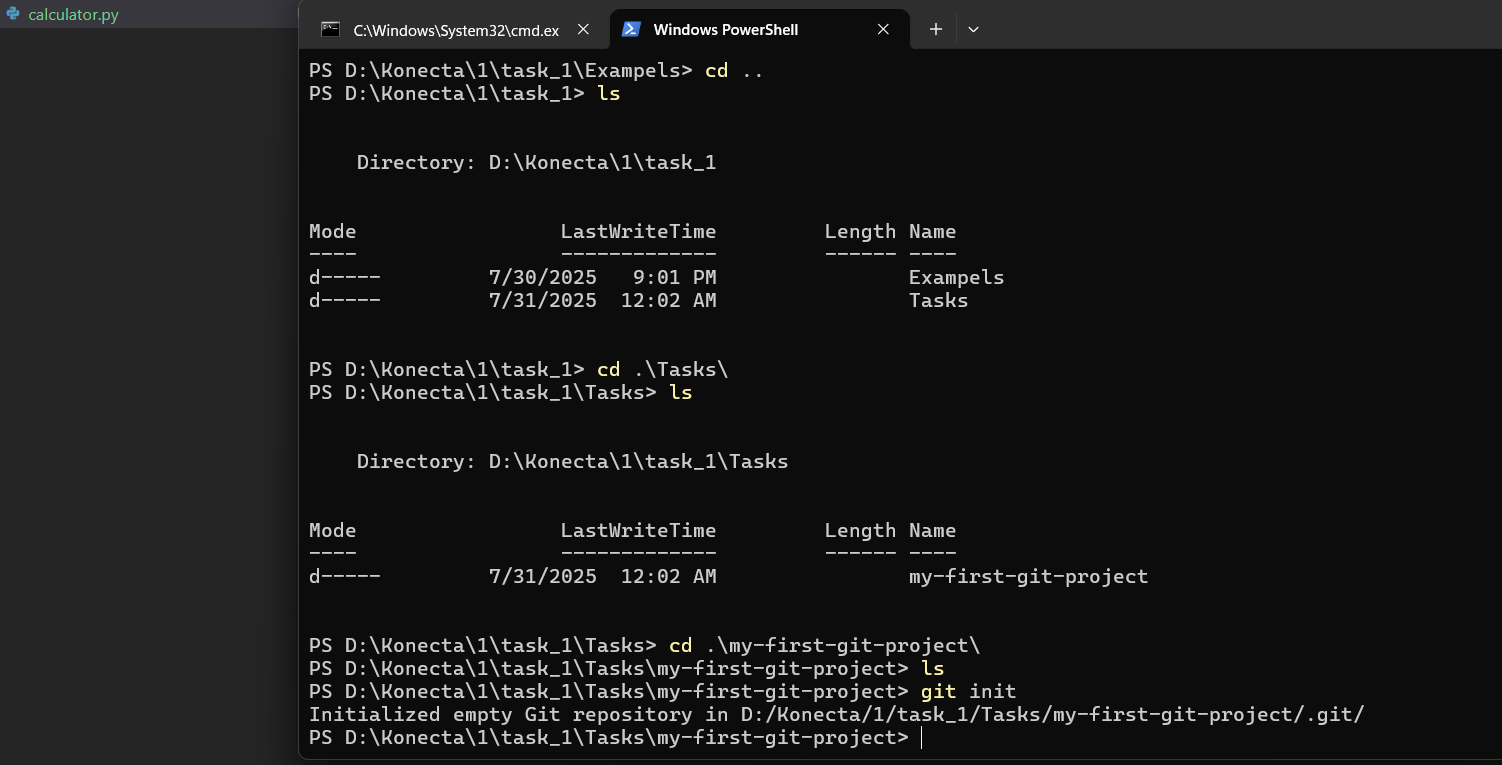 calculator.py
C:\Windows\System32\cmd.ex
Windows PowerShell
PS D:\Konecta\1\task_1\Exampels> cd ..
PS D:\Konecta\1\task_1> ls
Directory: D:\Konecta\1\task_1
Mode LastWriteTime Length Name
---- ------------- ------ ----
d----- 7/30/2025 9:01 PM Exampels
d----- 7/31/2025 12:02 AM Tasks
PS D:\Konecta\1\task_1> cd .\Tasks\
PS D:\Konecta\1\task_1\Tasks> ls
Directory: D:\Konecta\1\task_1\Tasks
Mode LastWriteTime Length Name
---- ------------- ------ ----
d----- 7/31/2025 12:02 AM my-first-git-project
PS D:\Konecta\1\task_1\Tasks> cd .\my-first-git-project\
PS D:\Konecta\1\task_1\Tasks\my-first-git-project> ls
PS D:\Konecta\1\task_1\Tasks\my-first-git-project> git init
Initialized empty Git repository in D:/Konecta/1/task_1/Tasks/my-first-git-project/.git/
PS D:\Konecta\1\task_1\Tasks\my-first-git-project>